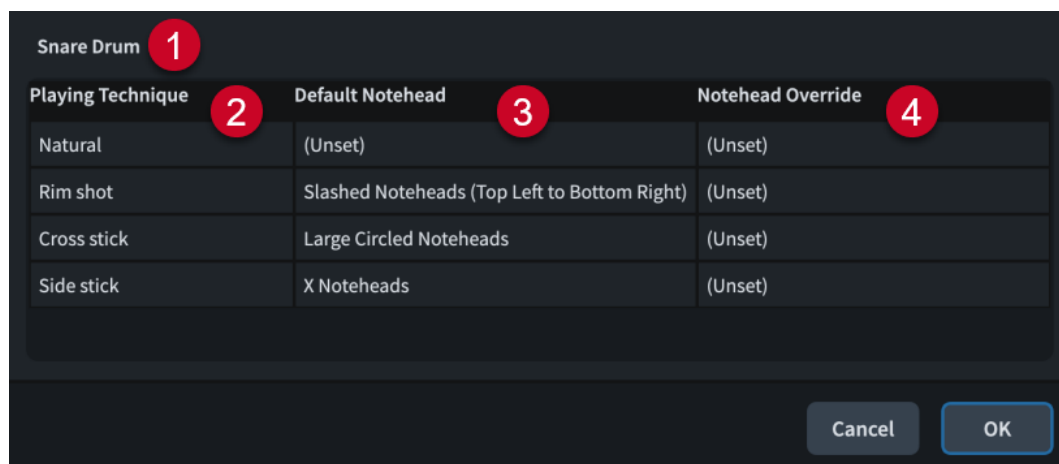 Snare Drum 1
Playing Technique 2 Default Notehead 3 Notehead Override 4
Natural (Unset) (Unset)
Rim shot Slashed Noteheads (Top Left to Bottom Right) (Unset)
Cross stick Large Circled Noteheads (Unset)
Side stick X Noteheads (Unset)
Cancel OK